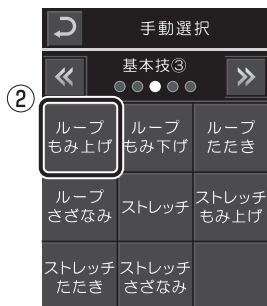 手動選択
基本技③
②
ループ
もみ上げ
ループ
もみ下げ
ループ
たたき
ループ
さざなみ
ストレッチ
ストレッチ
もみ上げ
ストレッチ
たたき
ストレッチ
さざなみ